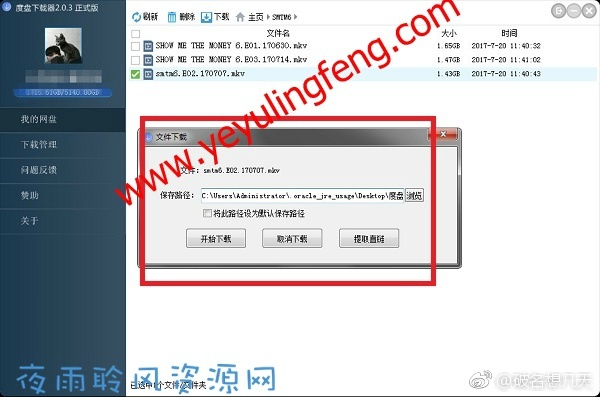 度盘下载器2.0.3 正式版
刷新 删除 下载 主页 > SMTM6 >
文件名 大小 时间
SHOW ME THE MONEY 6.E01.170630.mkv 1.65GB 2017-7-20 11:40:32
SHOW ME THE MONEY 6.E03.170714.mkv 1.47GB 2017-7-20 11:41:02
smtm6.E02.170707.mkv 1.43GB 2017-7-20 11:40:43
我的网盘
下载管理
问题反馈
赞助
关于
文件下载
文件: smtm6.E02.170707.mkv
保存路径: C:\Users\Administrator\.oracle_jre_usage\Desktop\度盘 浏览
将此路径设为默认保存路径
开始下载 取消下载 提取直链
www.yeyulingfeng.com
已选中1个文件/文件夹
夜雨聆风资源网